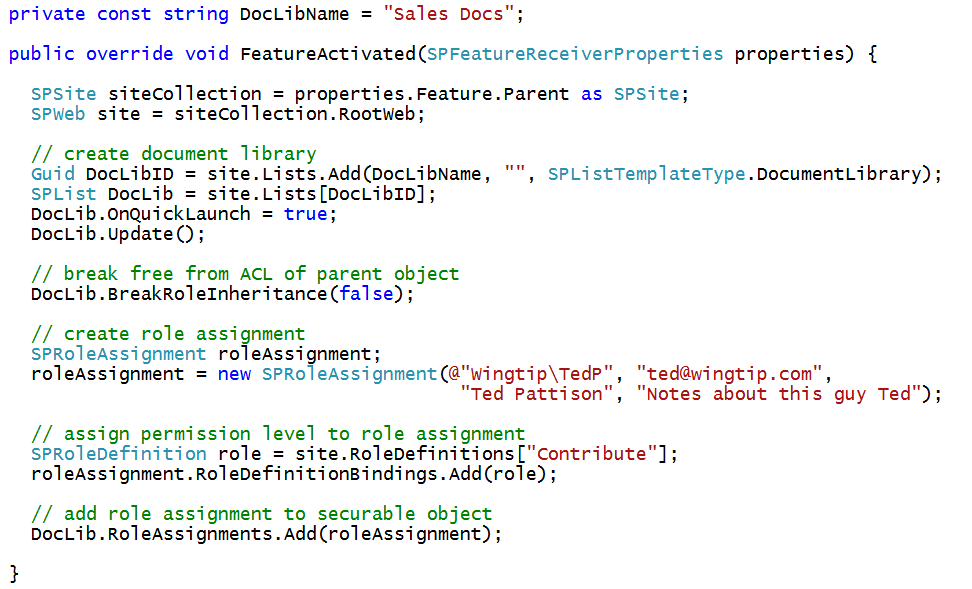 private const string DocLibName = "Sales Docs";
public override void FeatureActivated(SPFeatureReceiverProperties properties) {
SPSite siteCollection = properties.Feature.Parent as SPSite;
SPWeb site = siteCollection.RootWeb;
// create document library
Guid DocLibID = site.Lists.Add(DocLibName, "", SPListTemplateType.DocumentLibrary);
SPList DocLib = site.Lists[DocLibID];
DocLib.OnQuickLaunch = true;
DocLib.Update();
// break free from ACL of parent object
DocLib.BreakRoleInheritance(false);
// create role assignment
SPRoleAssignment roleAssignment;
roleAssignment = new SPRoleAssignment(@"Wingtip\TedP", "ted@wingtip.com",
"Ted Pattison", "Notes about this guy Ted");
// assign permission level to role assignment
SPRoleDefinition role = site.RoleDefinitions["Contribute"];
roleAssignment.RoleDefinitionBindings.Add(role);
// add role assignment to securable object
DocLib.RoleAssignments.Add(roleAssignment);
}